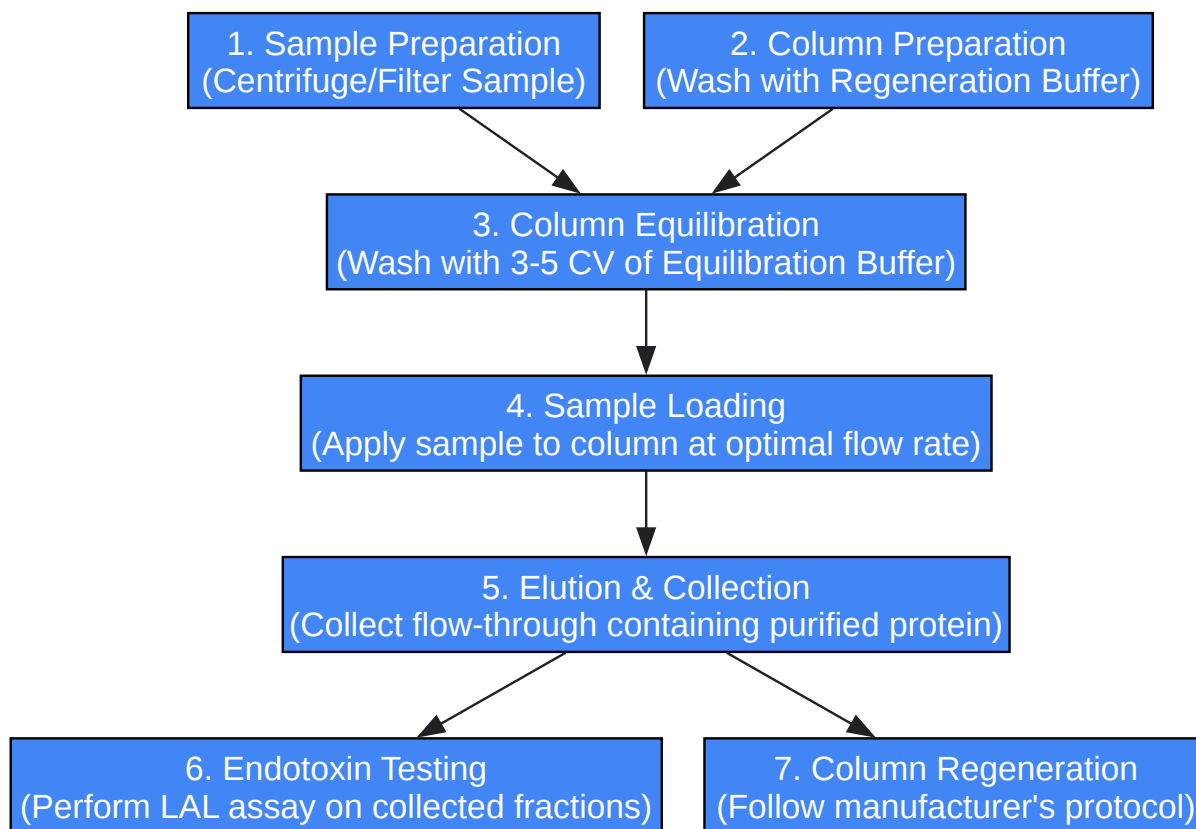 1. Sample Preparation
(Centrifuge/Filter Sample)
2. Column Preparation
(Wash with Regeneration Buffer)
3. Column Equilibration
(Wash with 3-5 CV of Equilibration Buffer)
4. Sample Loading
(Apply sample to column at optimal flow rate)
5. Elution & Collection
(Collect flow-through containing purified protein)
6. Endotoxin Testing
(Perform LAL assay on collected fractions)
7. Column Regeneration
(Follow manufacturer's protocol)